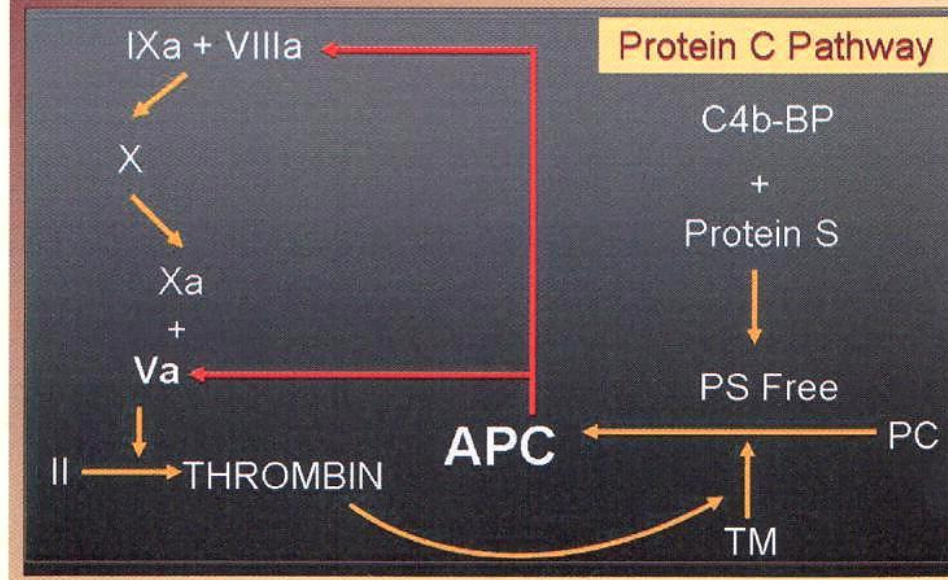 Protein C Pathway
IXa + VIIIa
X
Xa
+
Va
II
THROMBIN
APC
C4b-BP
+
Protein S
PS Free
PC
TM